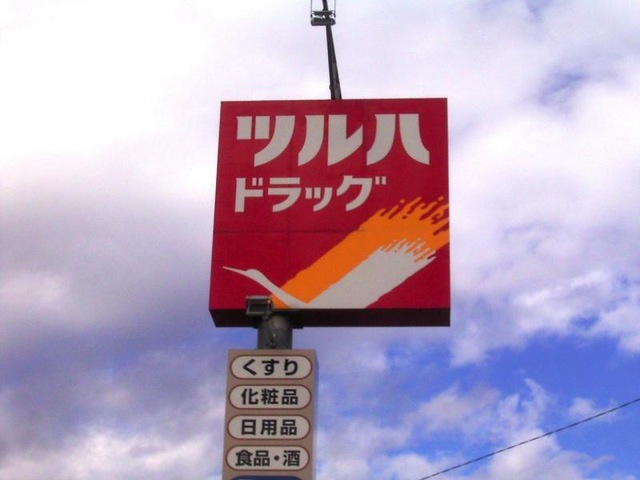 ツルハ
ドラッグ
くすり
化粧品
日用品
食品・酒